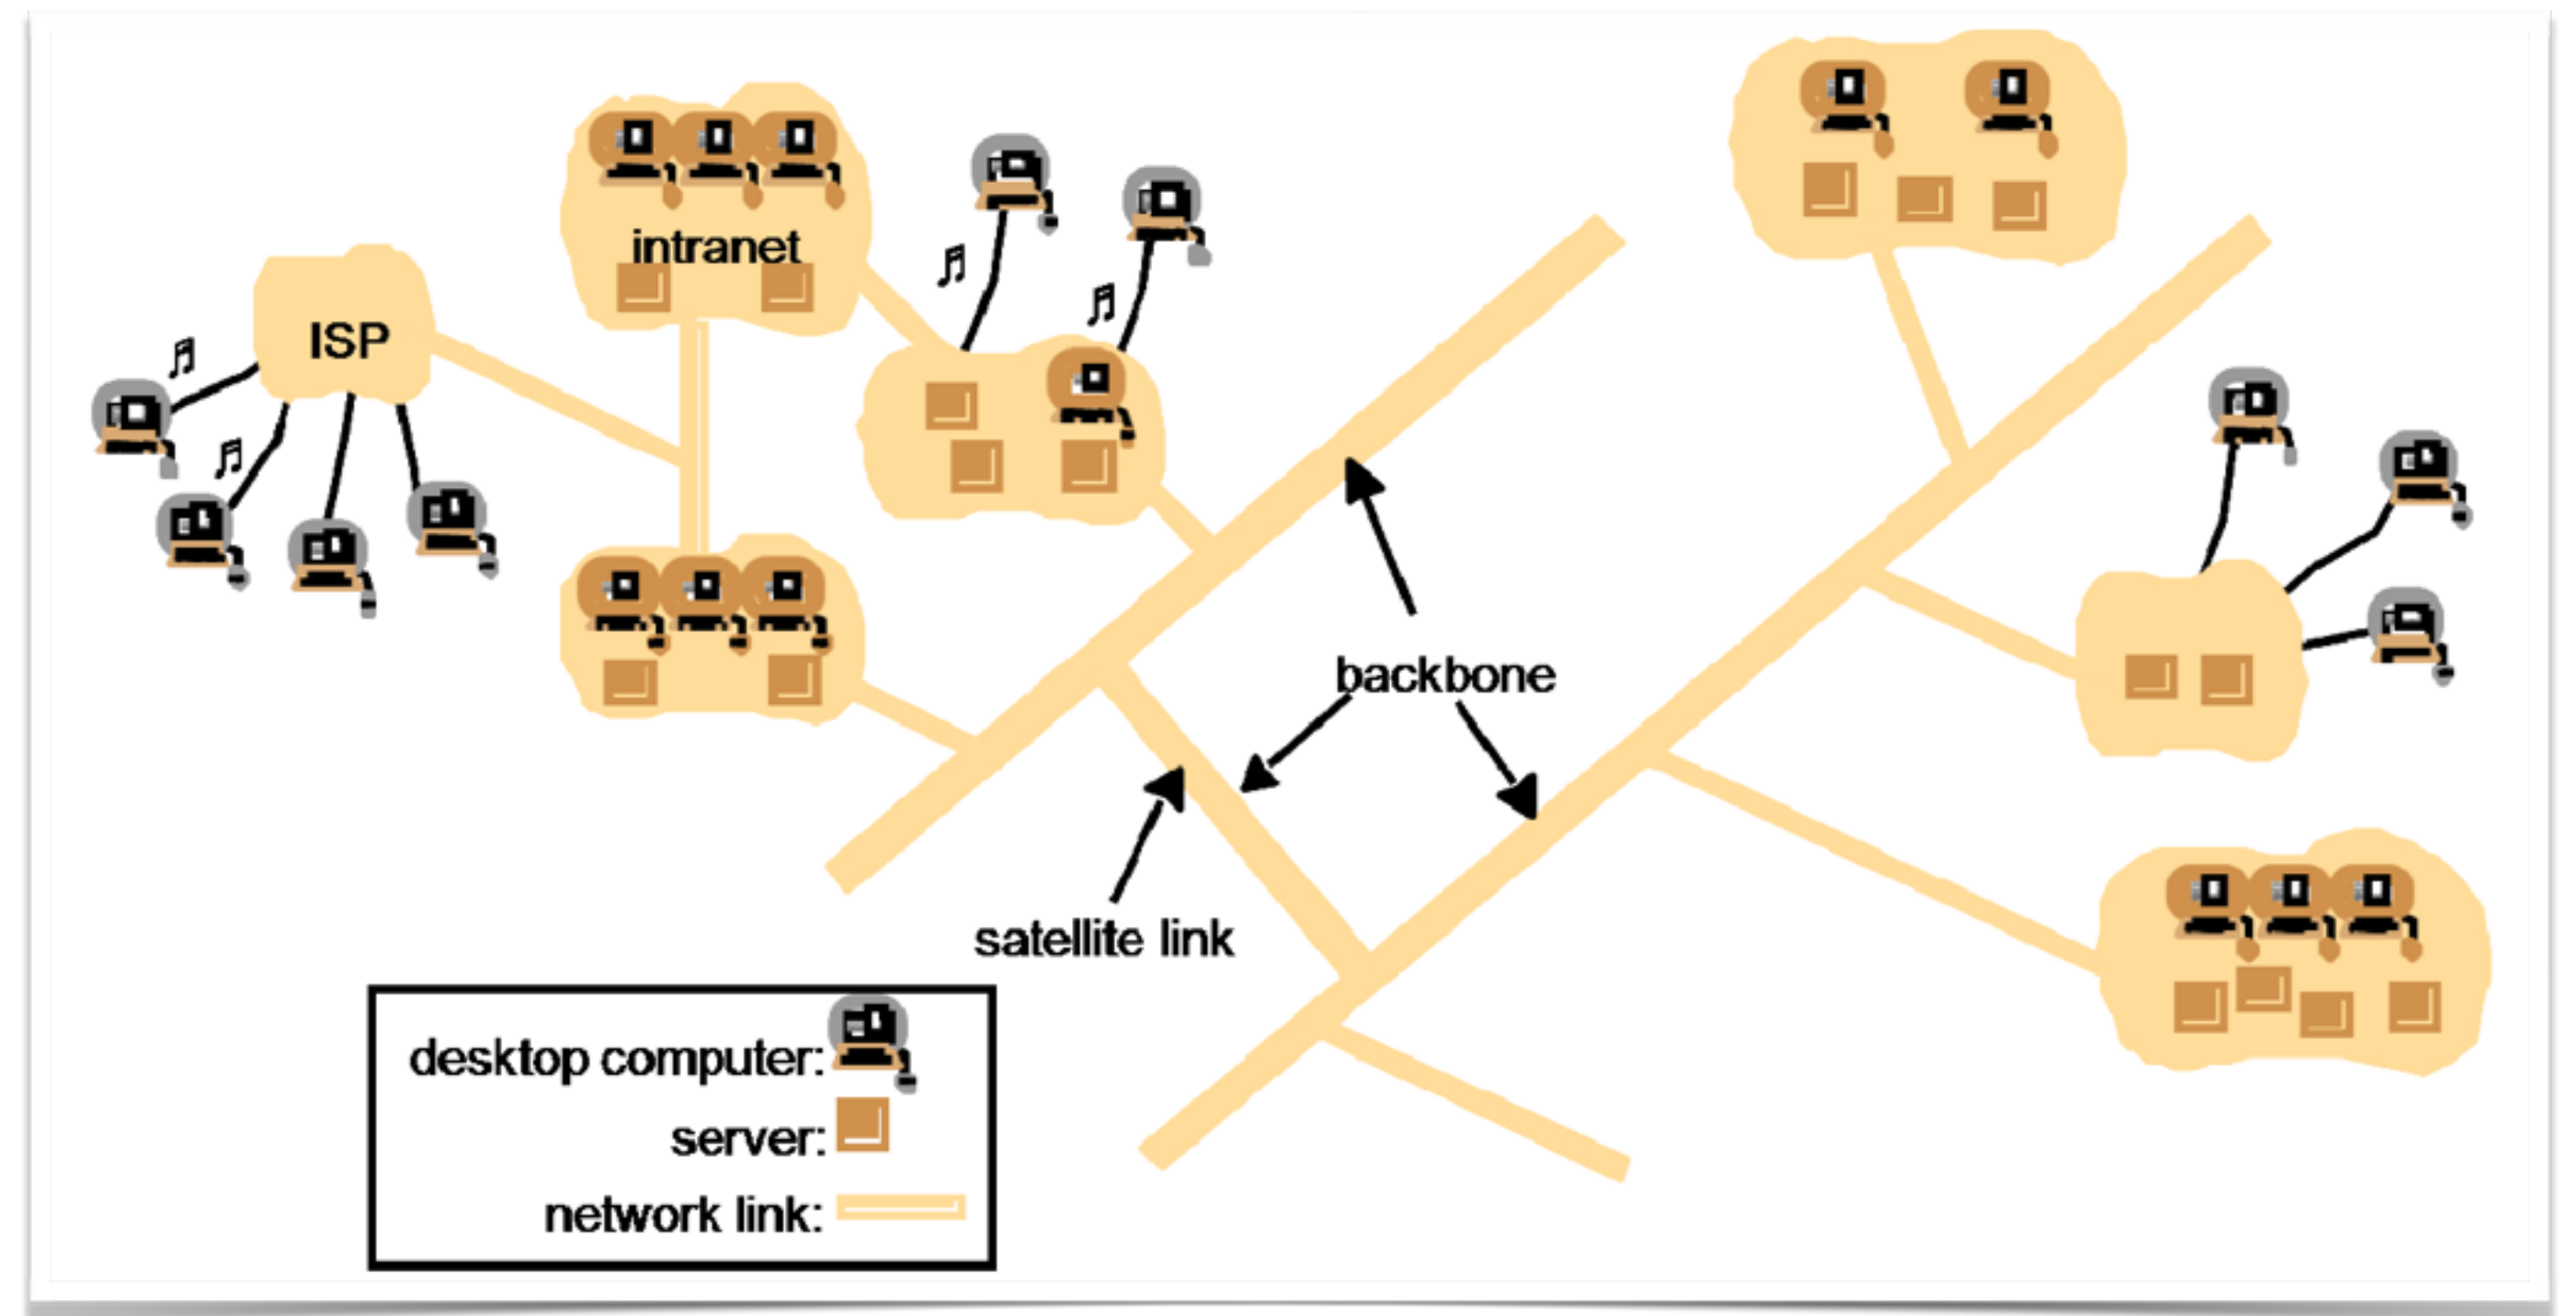 intranet
ISP
backbone
satellite link
desktop computer:
server:
network link: